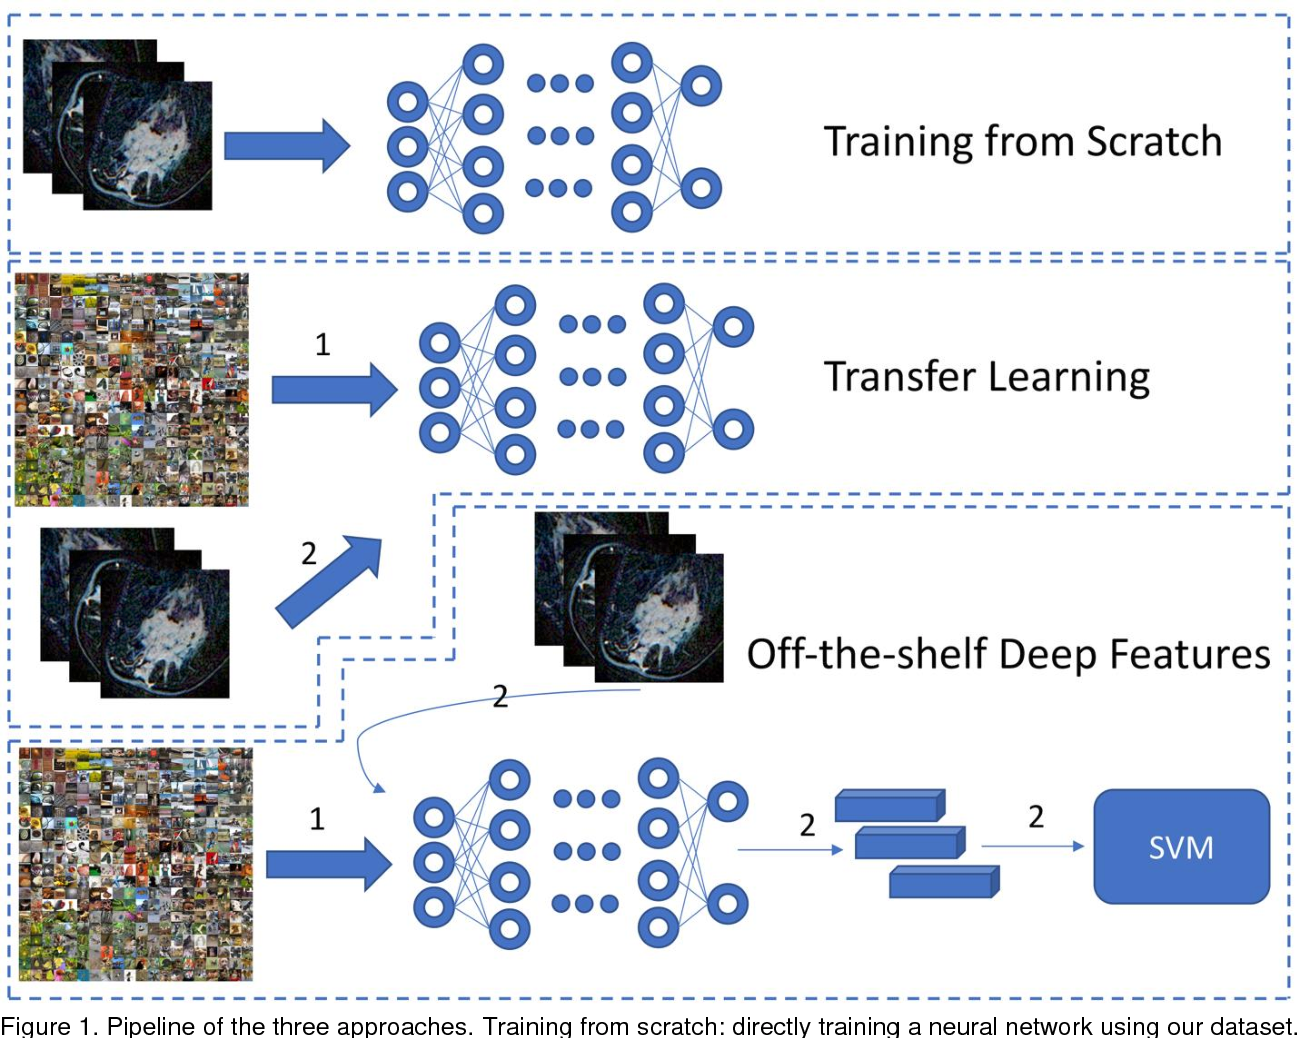 Training from Scratch
1
Transfer Learning
2
Off-the-shelf Deep Features
2
1
2
2
SVM
Figure 1. Pipeline of the three approaches. Training from scratch: directly training a neural network using our dataset.